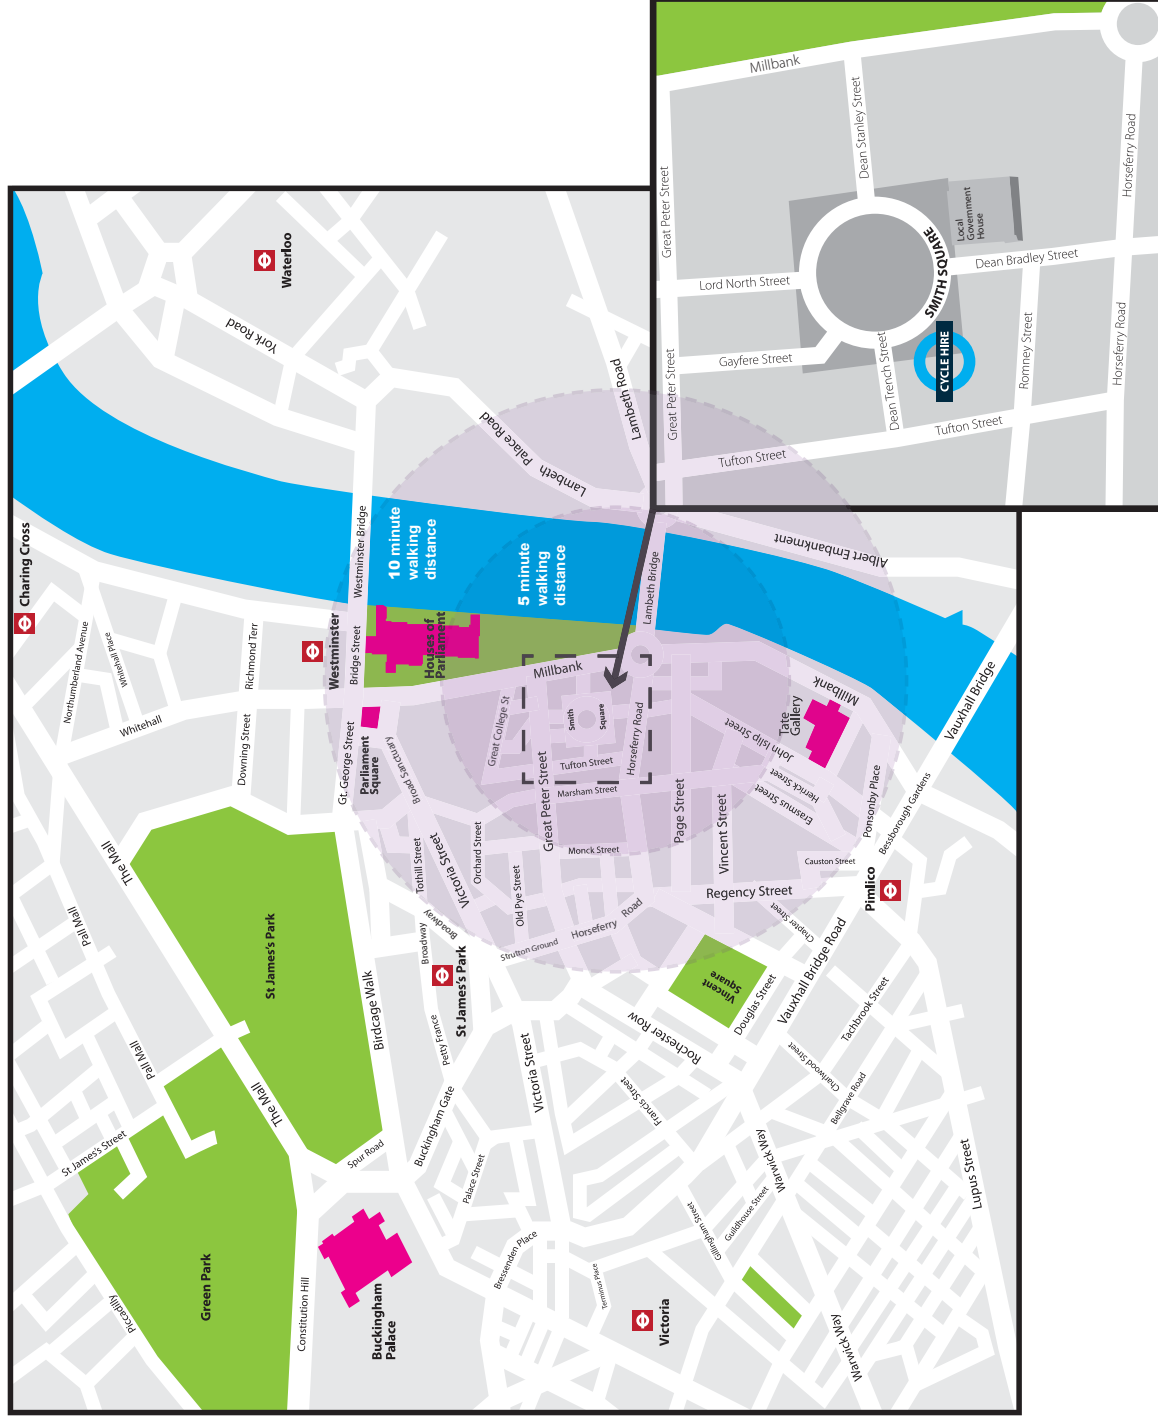 Millbank
Great Peter Street
Dean Stanley Street
Horseferry Road
Local
Government
House
SMITH SQUARE
Dean Bradley Street
Lord North Street
Gayfere Street
Great Peter Street
Dean Trench Street
CYCLE HIRE
Romney Street
Horseferry Road
Tufton Street
Tufton Street
Waterloo
York Road
Lambeth Road
Lambeth
Palace Road
Albert Embankment
Charing Cross
Westminster Bridge
10 minute
walking
distance
5 minute
walking
distance
Lambeth Bridge
Northumberland Avenue
Whitehall Place
Richmond Terr
Westminster
Bridge Street
Houses of
Parliament
Millbank
Whitehall
Downing Street
Gt. George Street
Parliament
Square
Broad Sanctuary
Great College St
Smith
Square
Tufton Street
Horseferry Road
John Islip Street
Tate
Gallery
Millbank
Vauxhall Bridge
Marsham Street
Great Peter Street
Page Street
Vincent Street
Herrick Street
Erasmus Street
Ponsonby Place
Bessborough Gardens
Causton Street
Pimlico
Monck Street
Orchard Street
Old Pye Street
Tothill Street
Victoria Street
Broadway
Broadway
St James's Park
Strutton Ground
Horseferry
Road
Regency Street
Chapter Street
Vauxhall Bridge Road
Vincent
Square
Douglas Street
Tachbrook Street
Rochester Row
Charlwood Street
Bellgrave Road
Francis Street
Victoria Street
Petty France
Buckingham Gate
Palace Street
Birdcage Walk
St James's Park
The Mall
Pall Mall
Pall Mall
The Mall
St James's Street
Spur Road
Green Park
Piccadilly
Constitution Hill
Buckingham
Palace
Bressenden Place
Terminus Place
Victoria
Gillingham Street
Guildhouse Street
Warwick Way
Warwick Way
Lupus Street